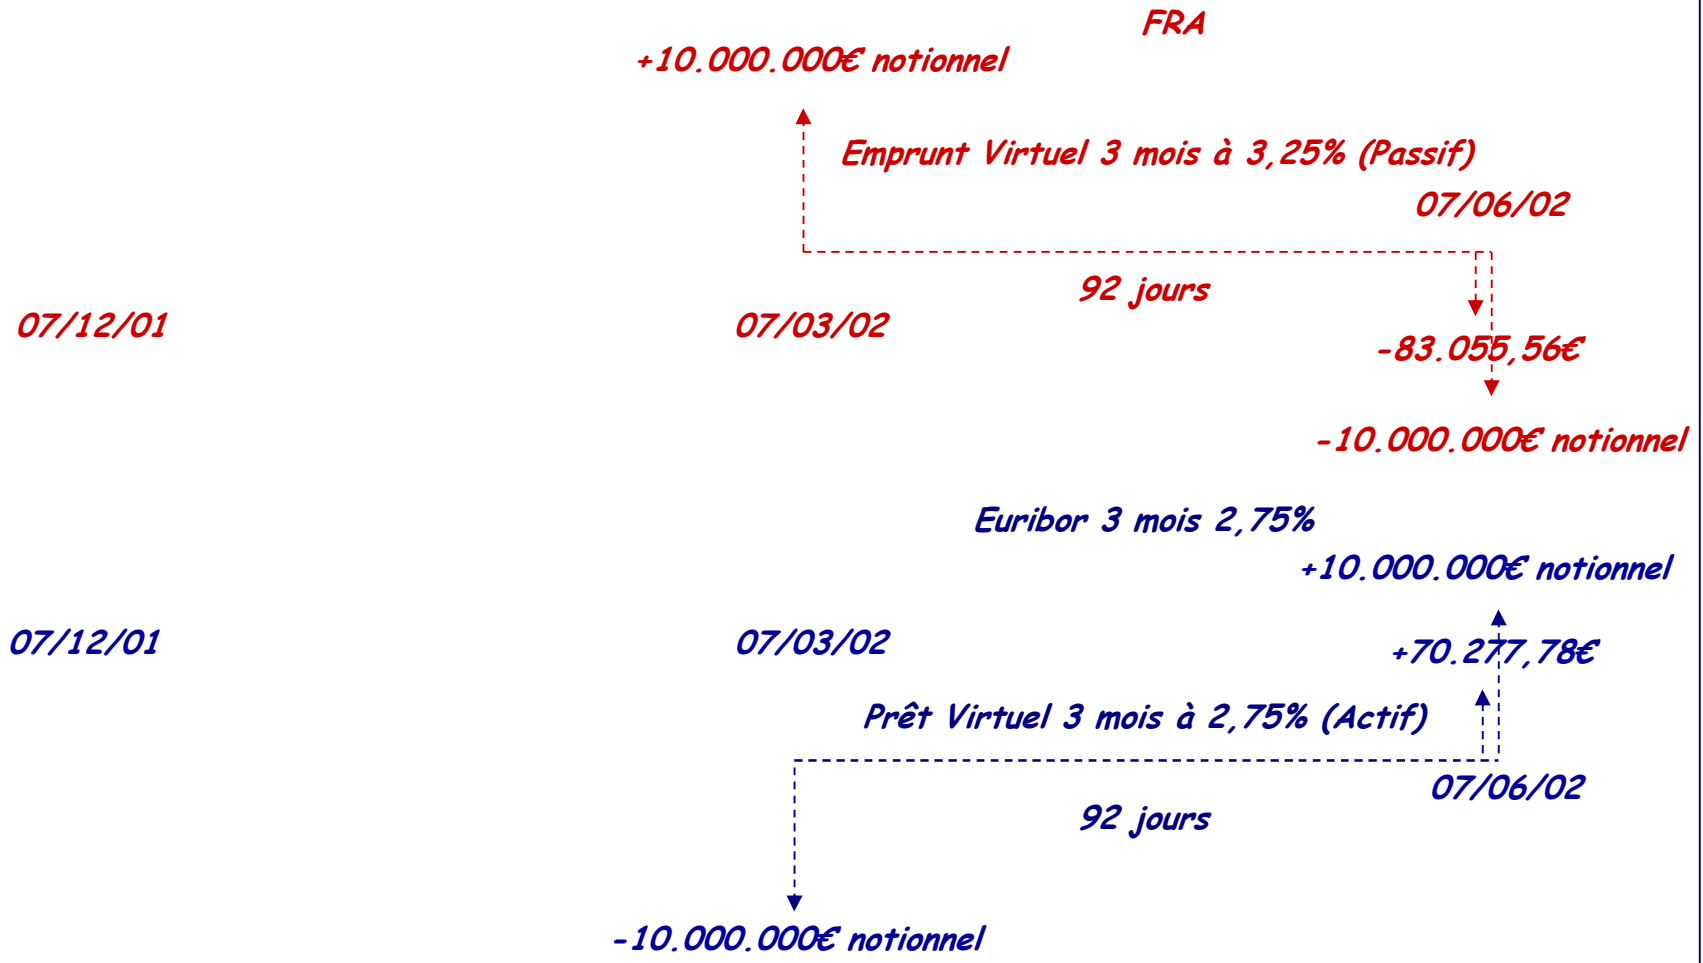 FRA
+10.000.000€ notionnel
Emprunt Virtuel 3 mois à 3,25% (Passif)
07/06/02
92 jours
07/12/01
07/03/02
-83.055,56€
-10.000.000€ notionnel
Euribor 3 mois 2,75%
+10.000.000€ notionnel
07/12/01
07/03/02
+70.277,78€
Prêt Virtuel 3 mois à 2,75% (Actif)
07/06/02
92 jours
-10.000.000€ notionnel